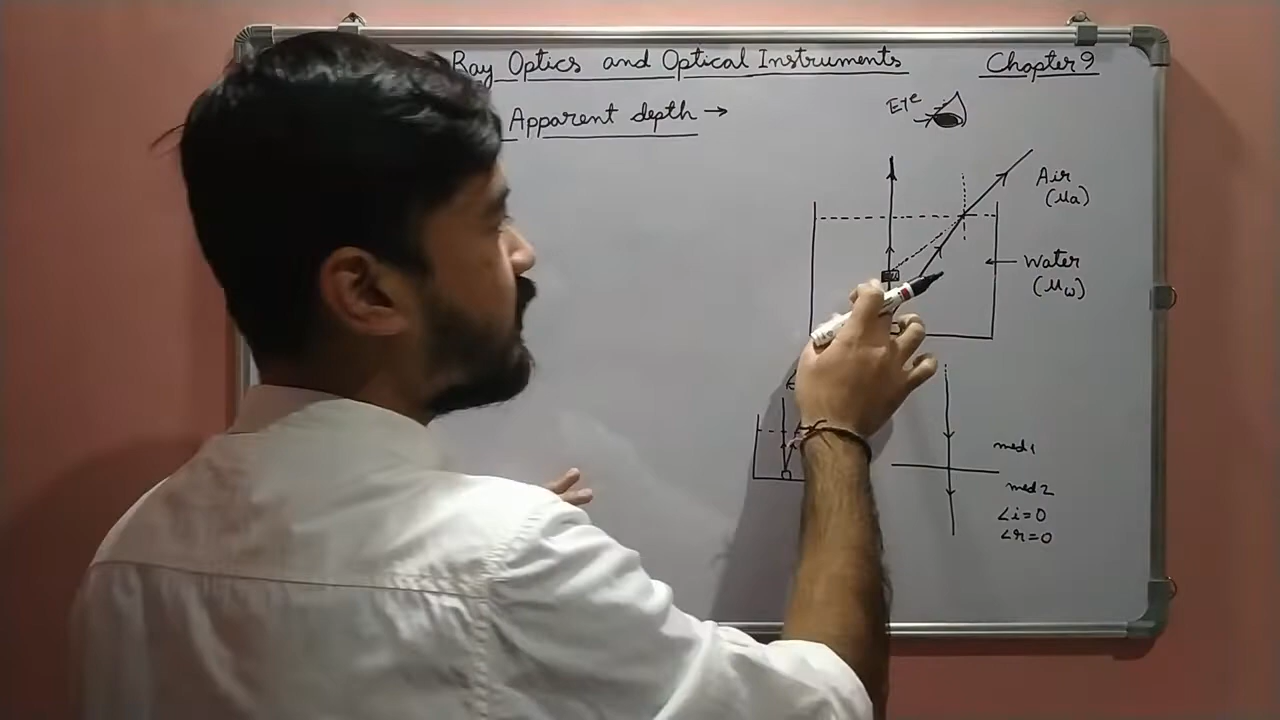 Ray Optics and Optical Instruments
Chapter 9
Apparent depth →
Eye
Air
(μa)
Water
(μw)
med 1
med 2
∠i=0
∠r=0